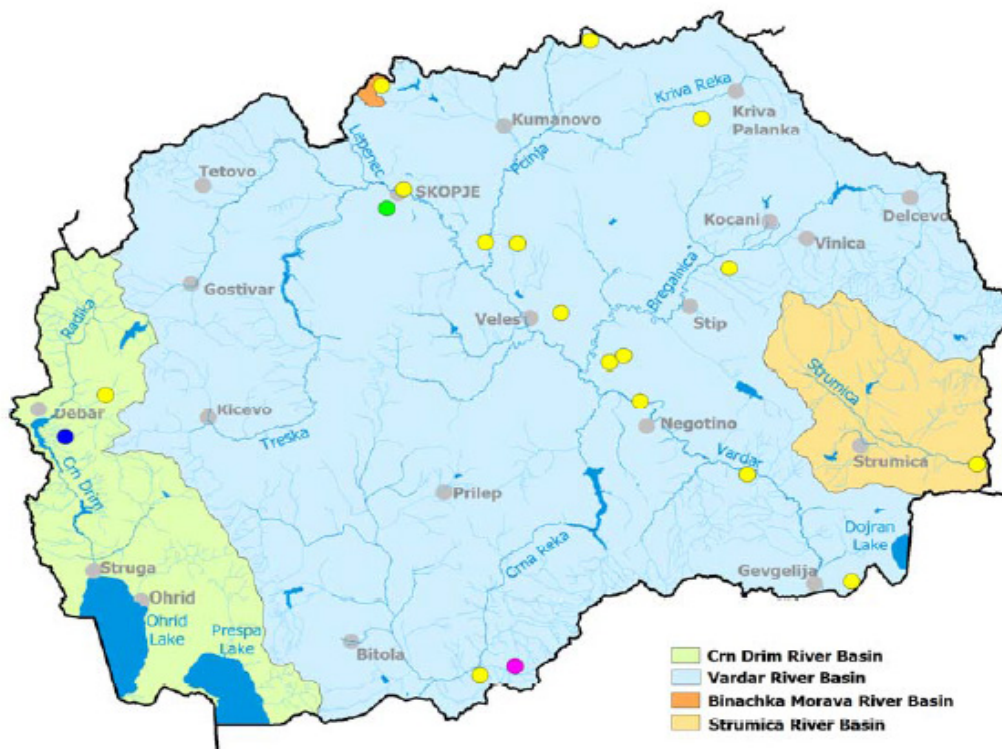 Kriva Reka
Kumanovo
Kriva
Palanka
Lepenec
Pcinja
Tetovo
SKOPJE
Kocani
Delcevo
Vinica
Gostivar
Bregalnica
Radika
Veles
Stip
Strumica
Debar
Kicevo
Treska
Negotino
Vardar
Strumica
Crn Drim
Prilep
Dojran
Lake
Crna Reka
Struga
Gevgelija
Ohrid
Ohrid
Lake
Prespa
Lake
Bitola
Crn Drim River Basin
Vardar River Basin
Binachka Morava River Basin
Strumica River Basin